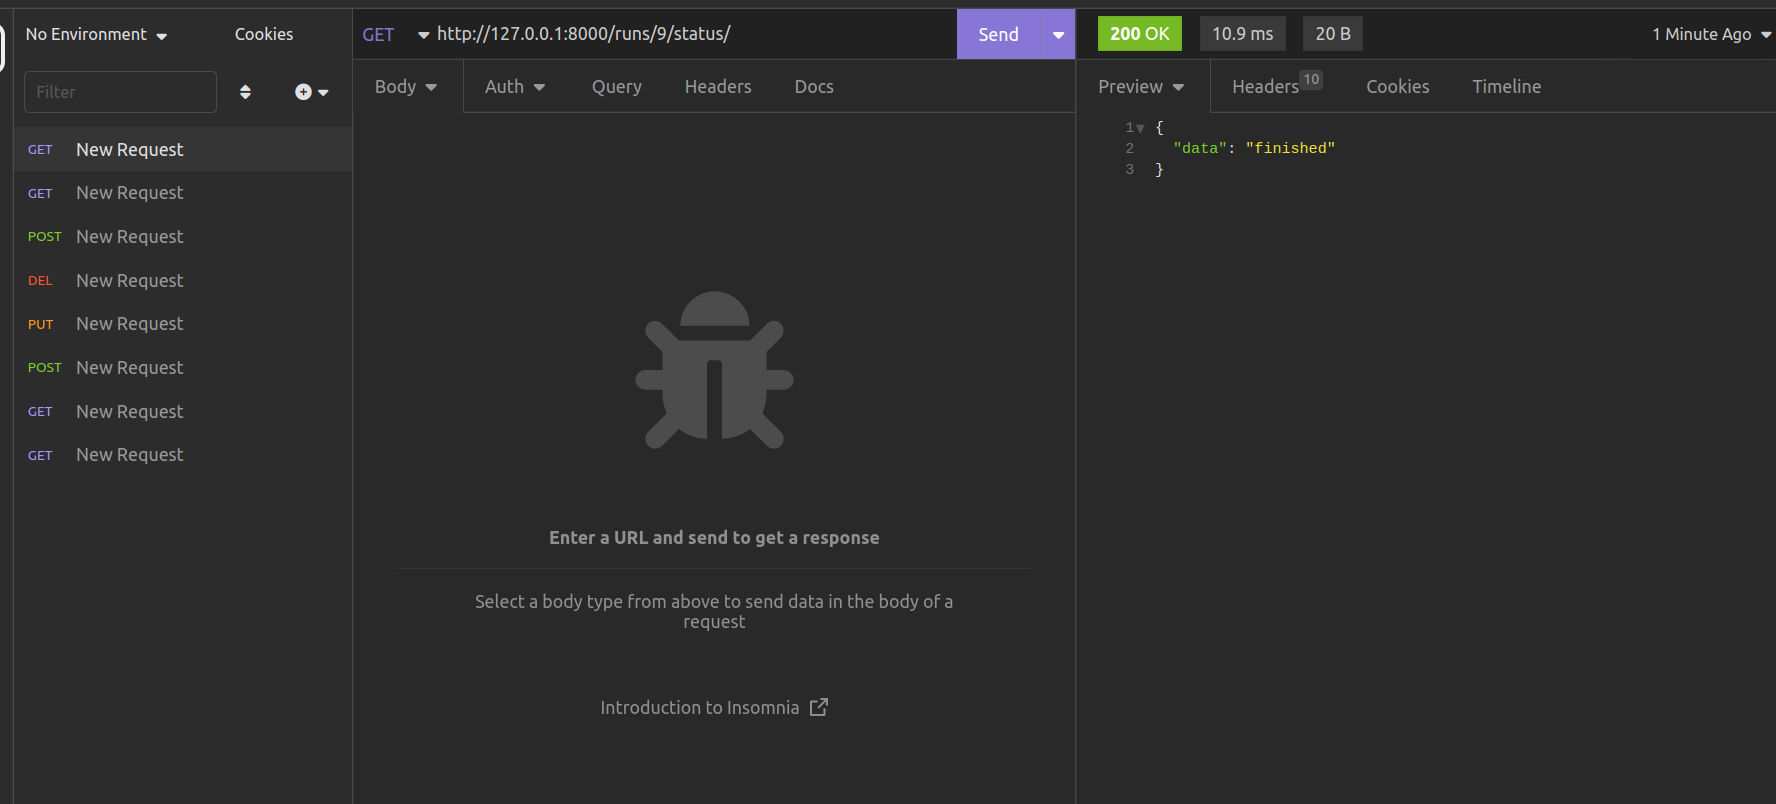 No Environment
Cookies
Filter
GET New Request
GET New Request
POST New Request
DEL New Request
PUT New Request
POST New Request
GET New Request
GET New Request
GET http://127.0.0.1:8000/runs/9/status/ Send
Body Auth Query Headers Docs
Enter a URL and send to get a response
Select a body type from above to send data in the body of a
request
Introduction to Insomnia
200 OK 10.9 ms 20 B 1 Minute Ago
Preview Headers 10 Cookies Timeline
1 {
2 "data": "finished"
3 }